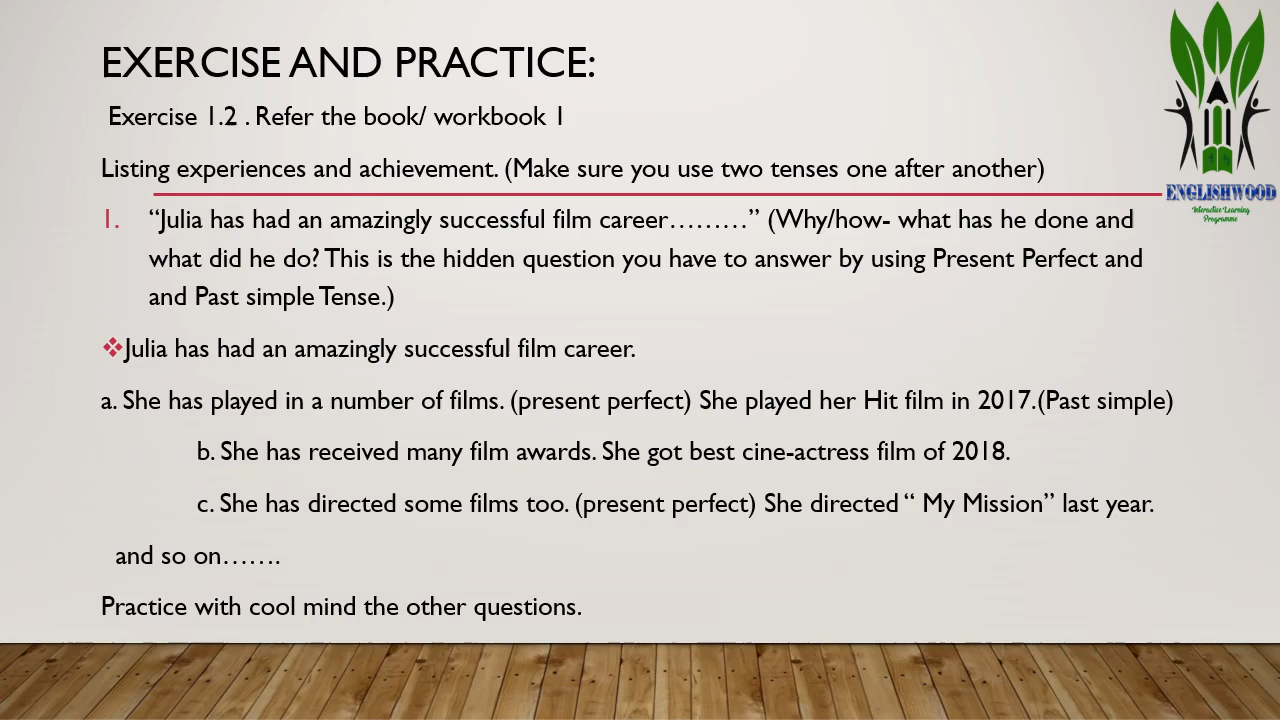 EXERCISE AND PRACTICE:
Exercise 1.2 . Refer the book/ workbook 1
Listing experiences and achievement. (Make sure you use two tenses one after another)
ENGLISHWOOD
Interactive Learning
Programme
1. “Julia has had an amazingly successful film career………” (Why/how- what has he done and
what did he do? This is the hidden question you have to answer by using Present Perfect and
and Past simple Tense.)
❖Julia has had an amazingly successful film career.
a. She has played in a number of films. (present perfect) She played her Hit film in 2017.(Past simple)
b. She has received many film awards. She got best cine-actress film of 2018.
c. She has directed some films too. (present perfect) She directed “ My Mission” last year.
and so on…….
Practice with cool mind the other questions.